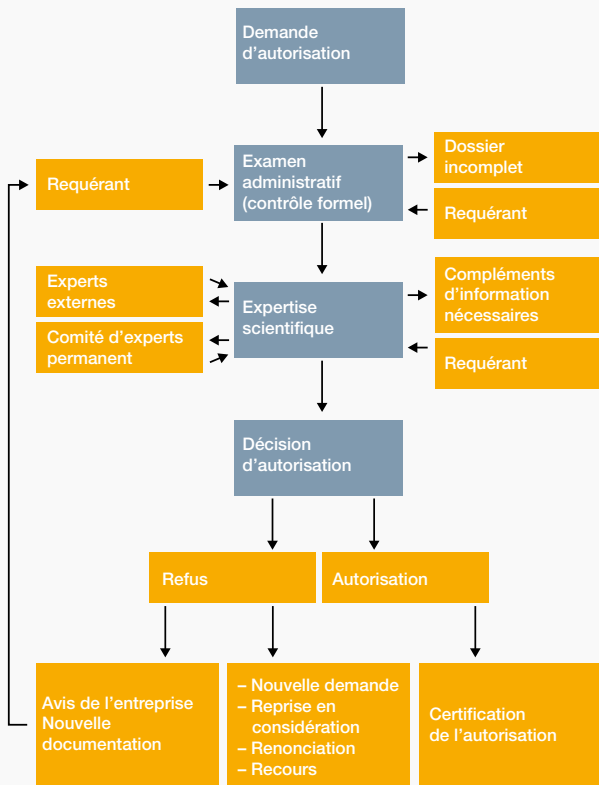 Demande
d'autorisation
Requérant
Examen
administratif
(contrôle formel)
Dossier
incomplet
Requérant
Experts
externes
Comité d'experts
permanent
Expertise
scientifique
Compléments
d'information
nécessaires
Requérant
Décision
d'autorisation
Refus
Autorisation
Avis de l'entreprise
Nouvelle
documentation
– Nouvelle demande
– Reprise en
considération
– Renonciation
– Recours
Certification
de l'autorisation